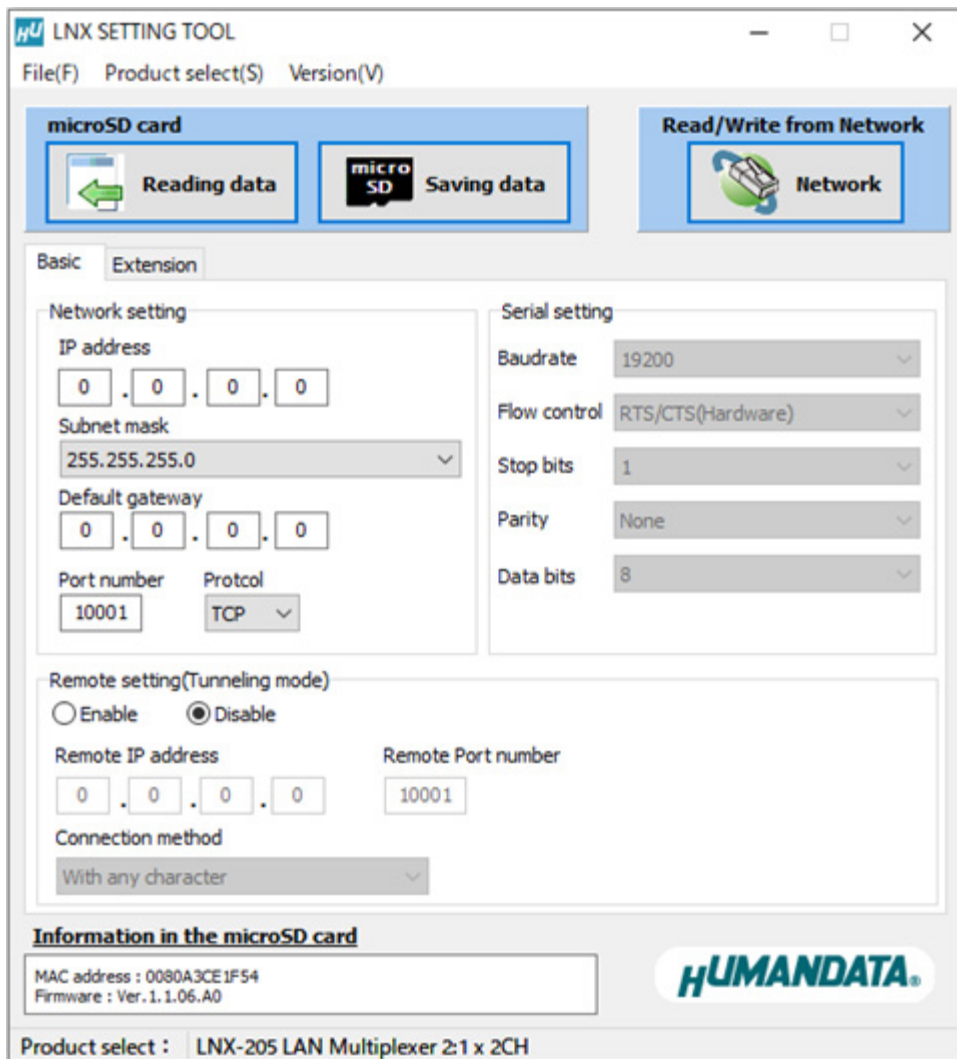 HU LNX SETTING TOOL
File(F) Product select(S) Version(V)
microSD card
Reading data
micro
SD
Saving data
Read/Write from Network
Network
Basic Extension
Network setting
IP address
0 . 0 . 0 . 0
Subnet mask
255.255.255.0
Default gateway
0 . 0 . 0 . 0
Port number Protcol
10001 TCP
Serial setting
Baudrate 19200
Flow control RTS/CTS(Hardware)
Stop bits 1
Parity None
Data bits 8
Remote setting(Tunneling mode)
Enable Disable
Remote IP address Remote Port number
0 . 0 . 0 . 0 10001
Connection method
With any character
Information in the microSD card
MAC address : 0080A3CE1F54
Firmware : Ver.1.1.06.A0
HUMANDATA®
Product select : LNX-205 LAN Multiplexer 2:1 x 2CH